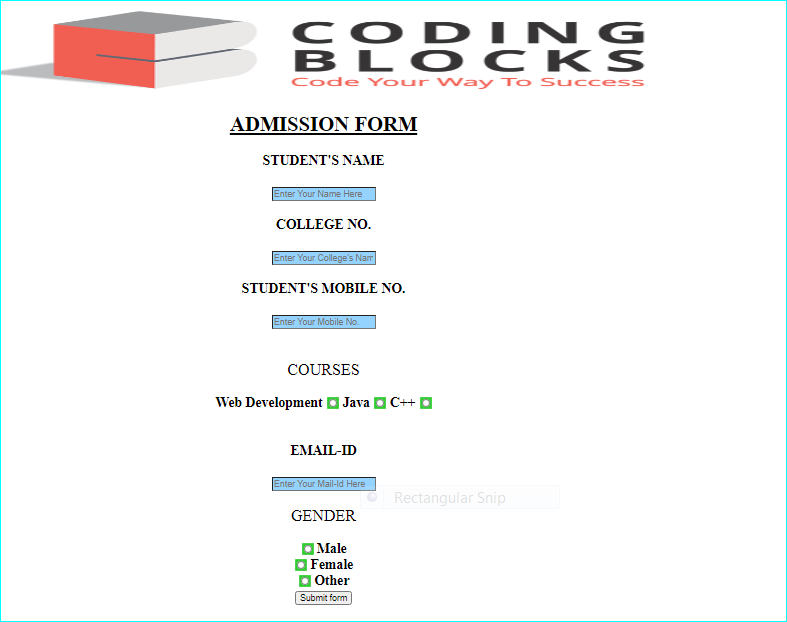 CODING
BLOCKS
Code Your Way To Success
ADMISSION FORM
STUDENT'S NAME
Enter Your Name Here
COLLEGE NO.
Enter Your College's Nam
STUDENT'S MOBILE NO.
Enter Your Mobile No.
COURSES
Web Development Java C++
EMAIL-ID
Enter Your Mail-Id Here
Rectangular Snip
GENDER
Male
Female
Other
Submit form